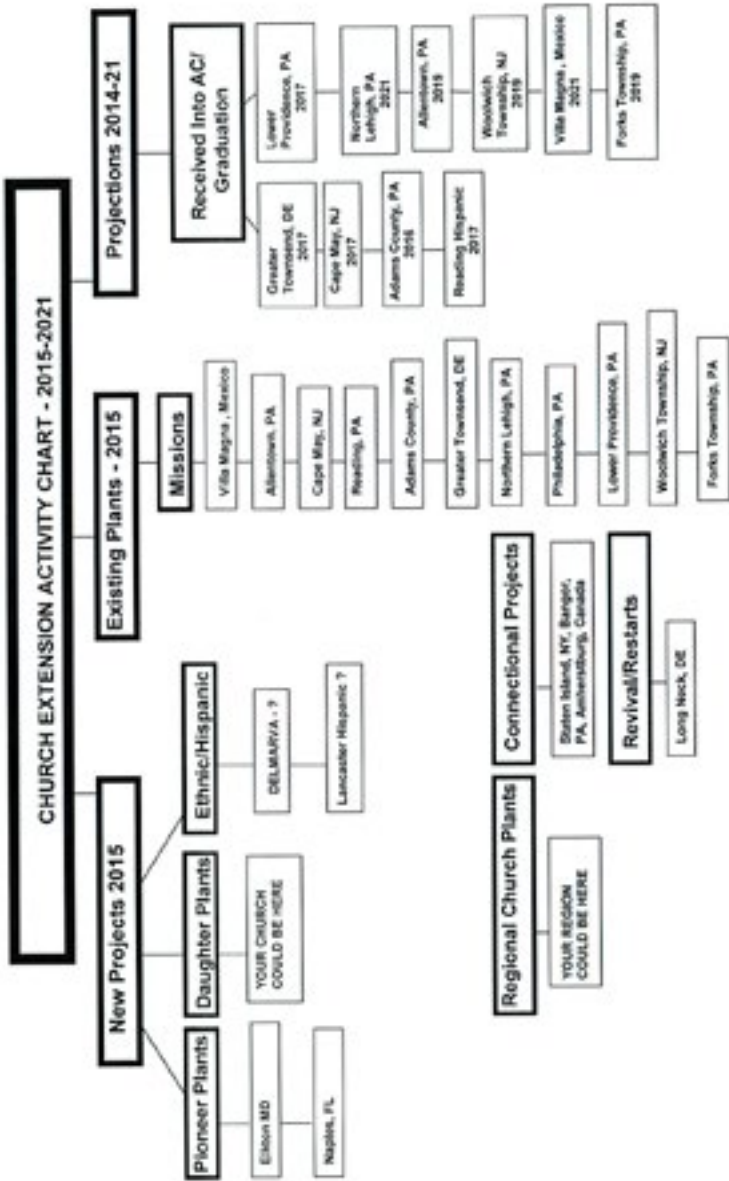 CHURCH EXTENSION ACTIVITY CHART - 2015-2021
New Projects 2015
Pioneer Plants
Elkton MD
Naples, FL
Daughter Plants
YOUR CHURCH
COULD BE HERE
Ethnic/Hispanic
DELMARVA - ?
Lancaster Hispanic ?
Existing Plants - 2015
Missions
Villa Magna , Mexico
Allentown, PA
Cape May, NJ
Reading, PA
Adams County, PA
Greater Townsend, DE
Northern Lehigh, PA
Philadelphia, PA
Lower Providence, PA
Woolwich Township, NJ
Forks Township, PA
Projections 2014-21
Received Into AC/
Graduation
Greater
Townsend, DE
2017
Cape May, NJ
2017
Adams County, PA
2016
Reading Hispanic
2017
Lower
Providence, PA
2017
Northern
Lehigh, PA
2021
Allentown, PA
2019
Woolwich
Township, NJ
2019
Villa Magna , Mexico
2021
Forks Township, PA
2019
Regional Church Plants
YOUR REGION
COULD BE HERE
Connectional Projects
Staten Island, NY, Bangor,
PA, Amherstburg, Canada
Revival/Restarts
Long Neck, DE